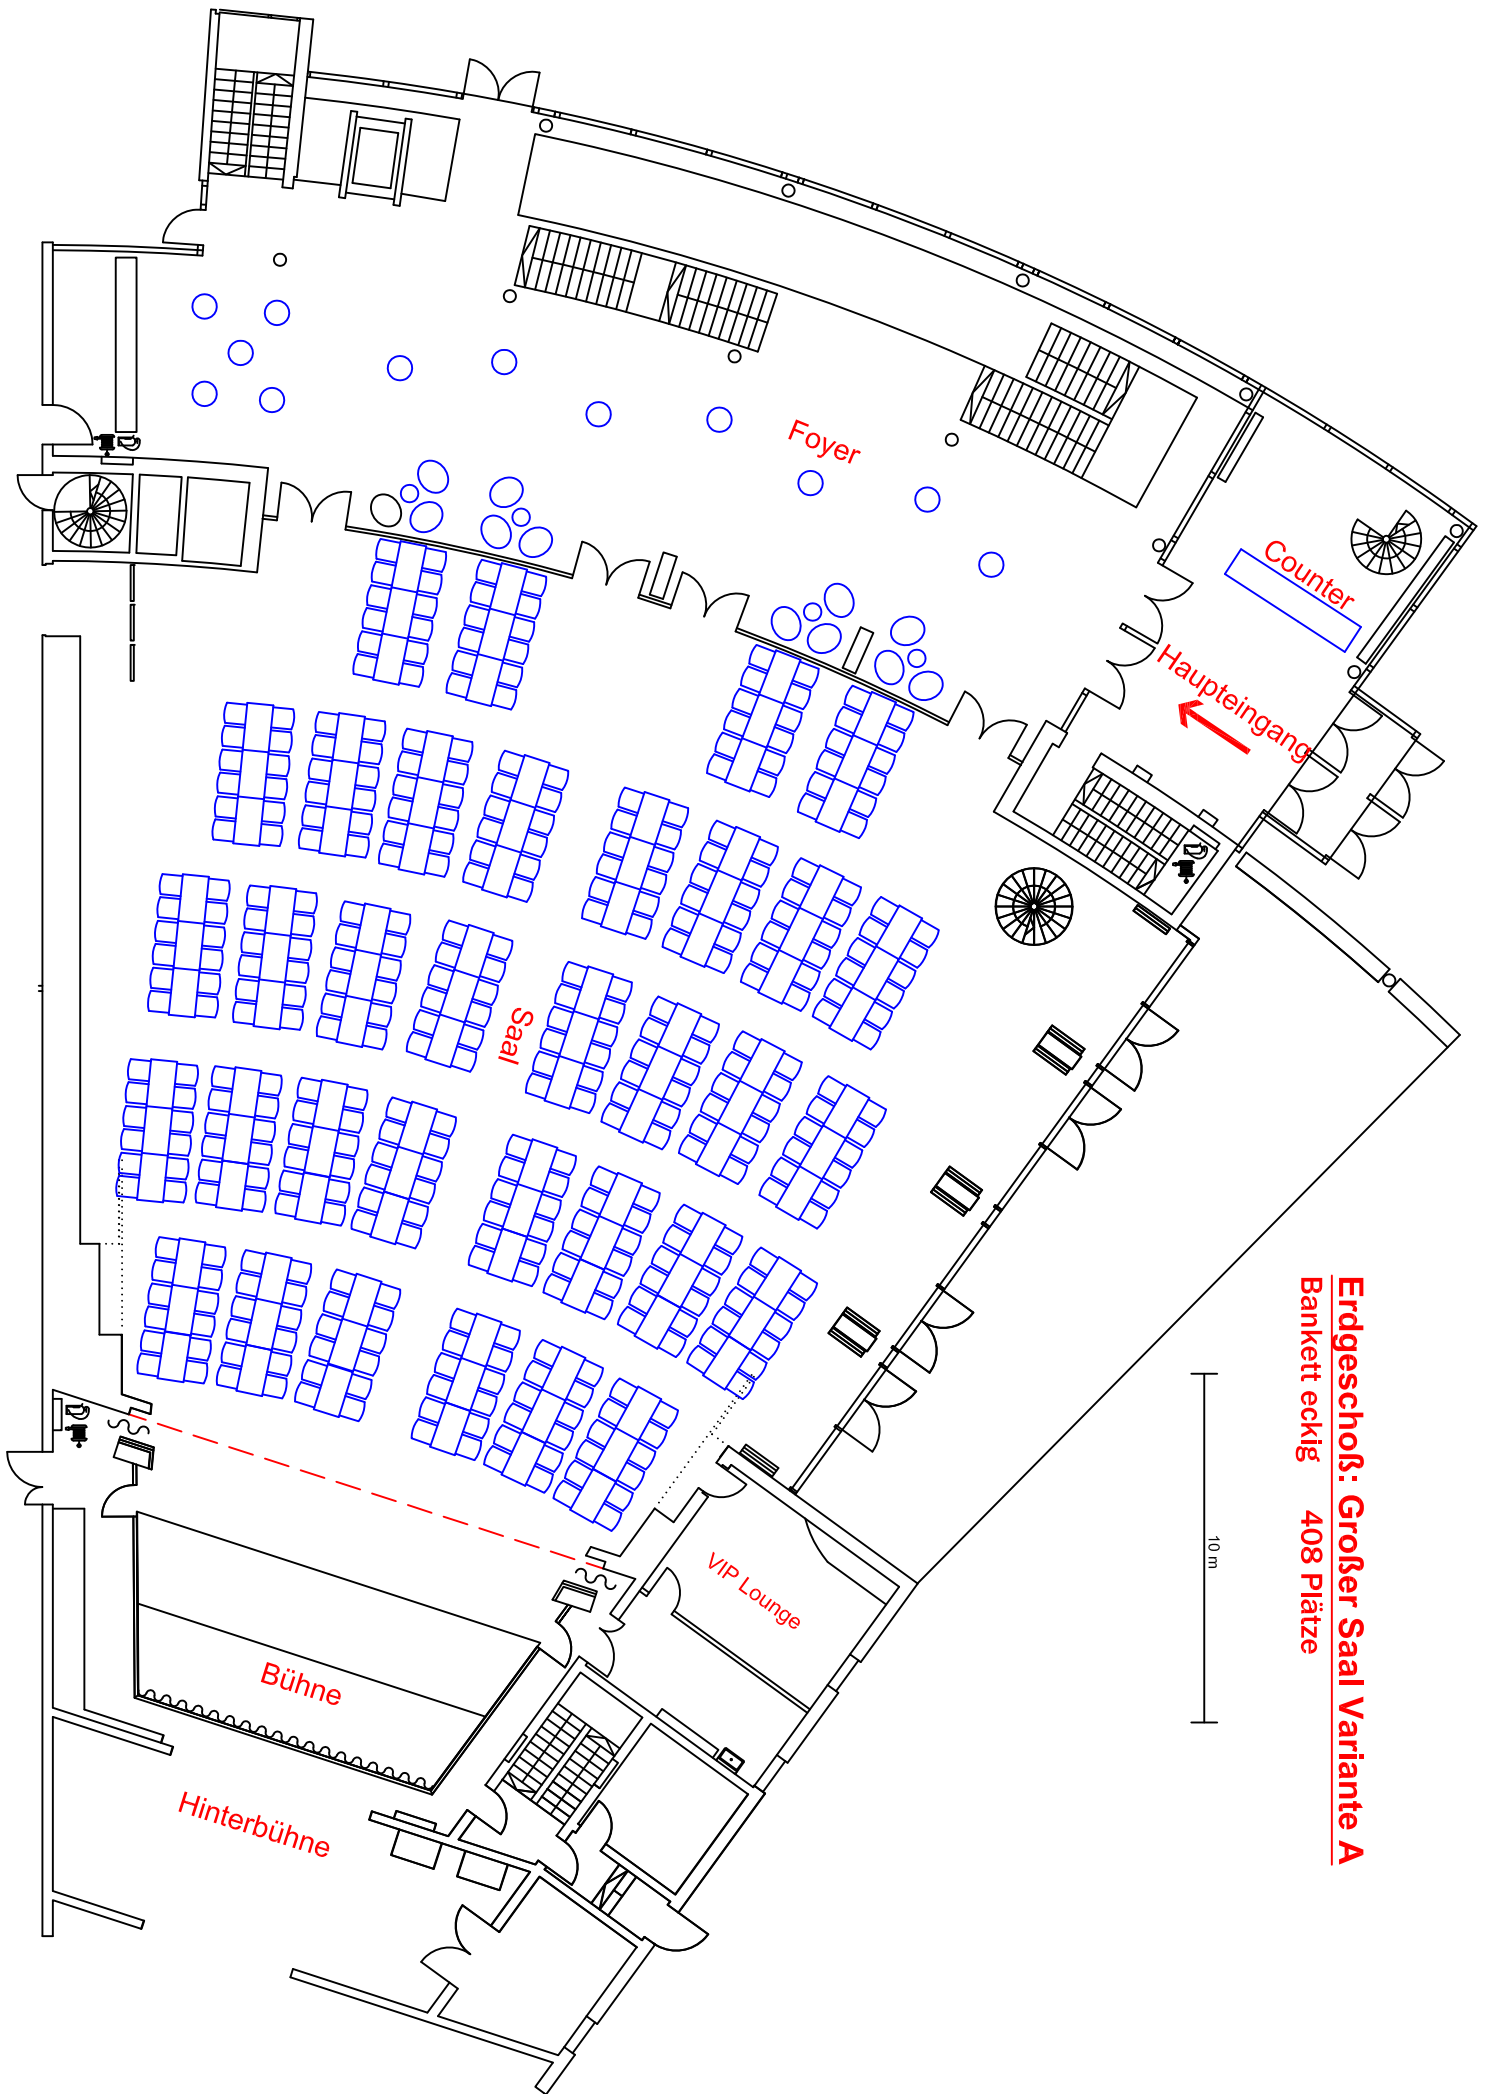 Erdgeschoß: Großer Saal Variante A
Bankett eckig 408 Plätze
10 m
Foyer
Counter
Haupteingang
Saal
VIP Lounge
Bühne
Hinterbühne